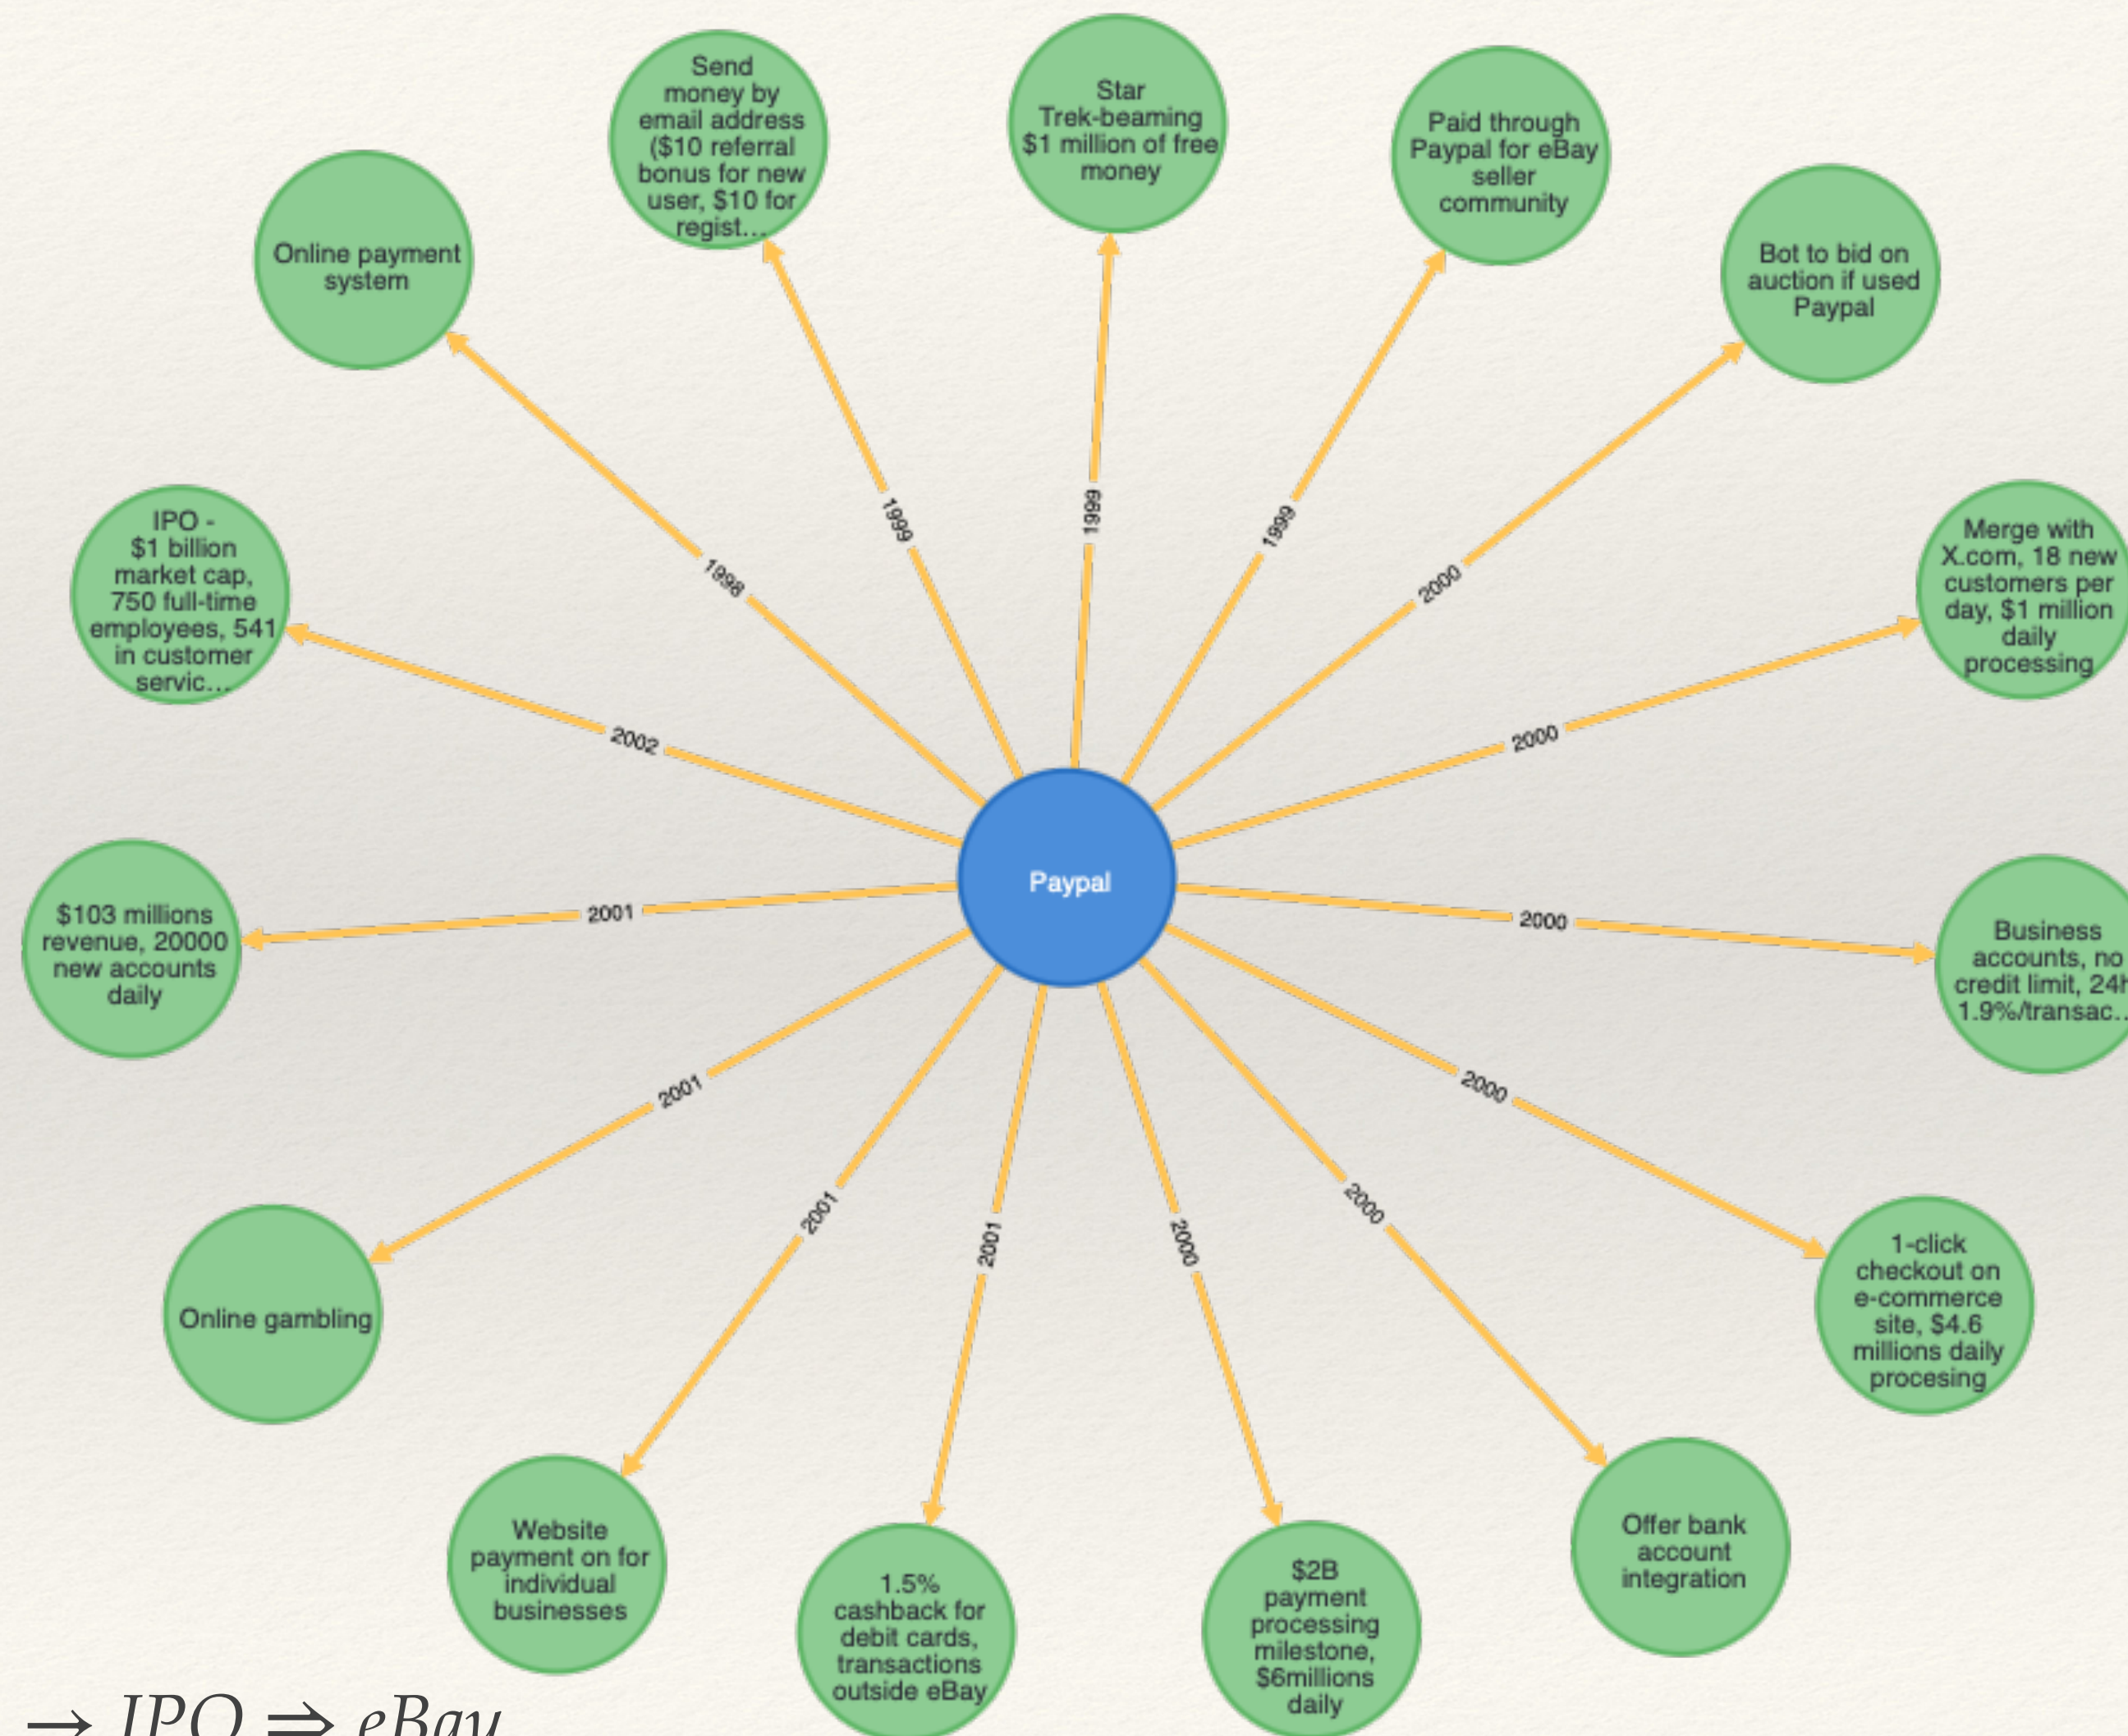 Send
money by
email address
($10 referral
bonus for new
user, $10 for
regist...
Star
Trek-beaming
$1 million of free
money
Paid through
Paypal for eBay
seller
community
Online payment
system
Bot to bid on
auction if used
Paypal
IPO -
$1 billion
market cap,
750 full-time
employees, 541
in customer
servic...
Merge with
X.com, 18 new
customers per
day, $1 million
daily
processing
1999
1999
1999
1998
2000
2002
2000
Paypal
$103 millions
revenue, 20000
new accounts
daily
2001
2000
Business
accounts, no
credit limit, 24h
1.9%/transac..
2001
2000
2001
2001
2000
2000
Online gambling
1-click
checkout on
e-commerce
site, $4.6
millions daily
procesing
Website
payment on for
individual
businesses
1.5%
cashback for
debit cards,
transactions
outside eBay
$2B
payment
processing
milestone,
$6millions
daily
Offer bank
account
integration
→ IPO ⇒ eBay